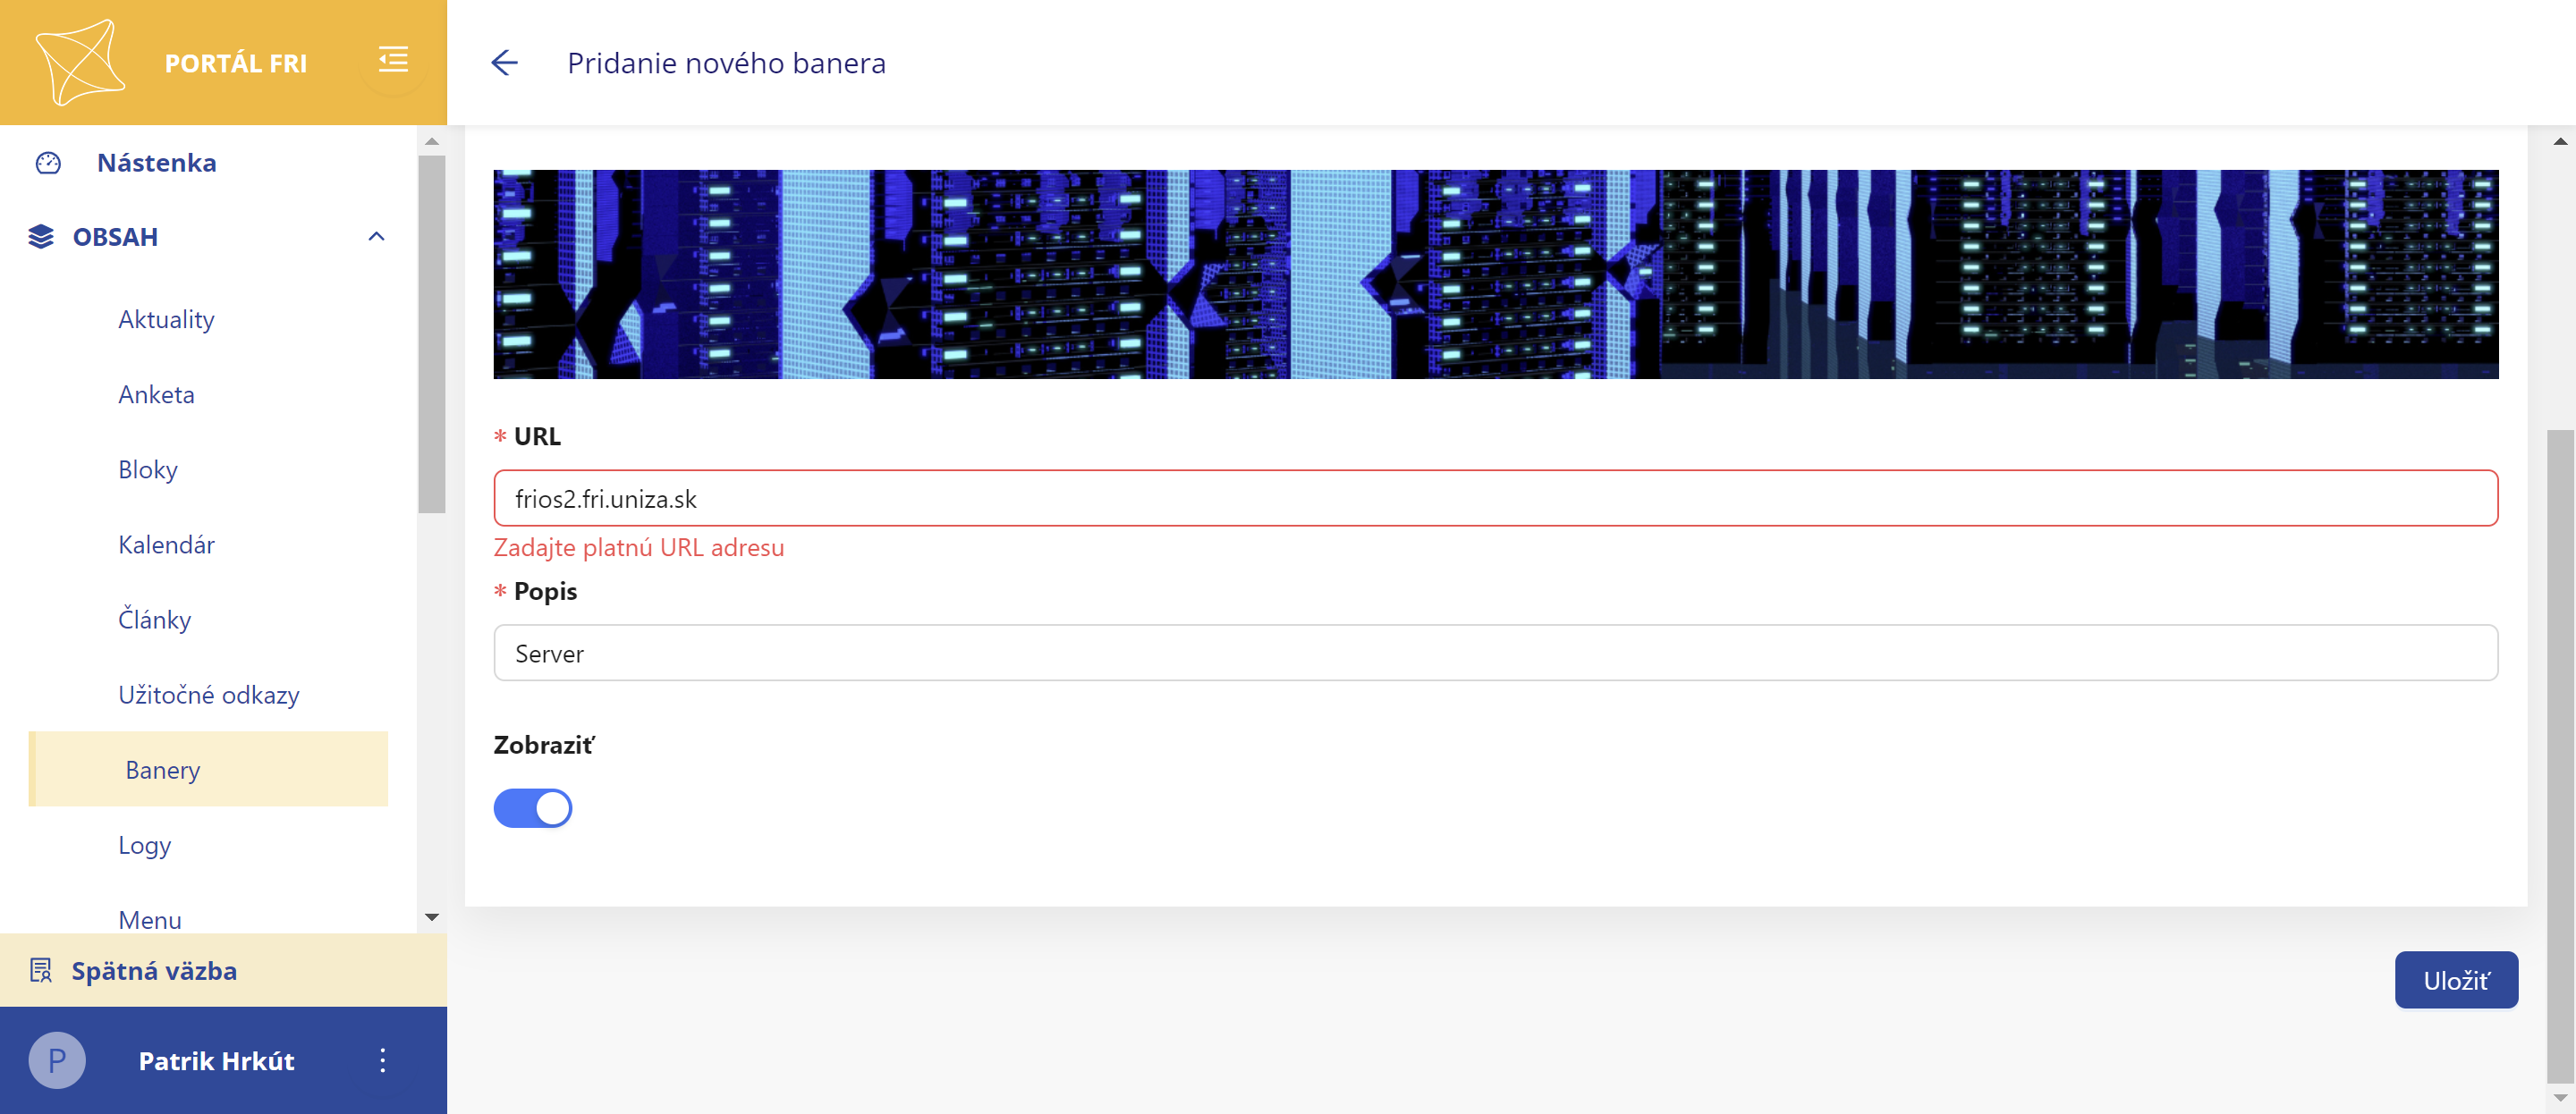 PORTÁL FRI
Pridanie nového banera
Nástenka
OBSAH
Aktuality
Anketa
Bloky
Kalendár
Články
Užitočné odkazy
Banery
Logy
Menu
Spätná väzba
P
Patrik Hrkút
* URL
frios2.fri.uniza.sk
Zadajte platnú URL adresu
* Popis
Server
Zobraziť
Uložiť